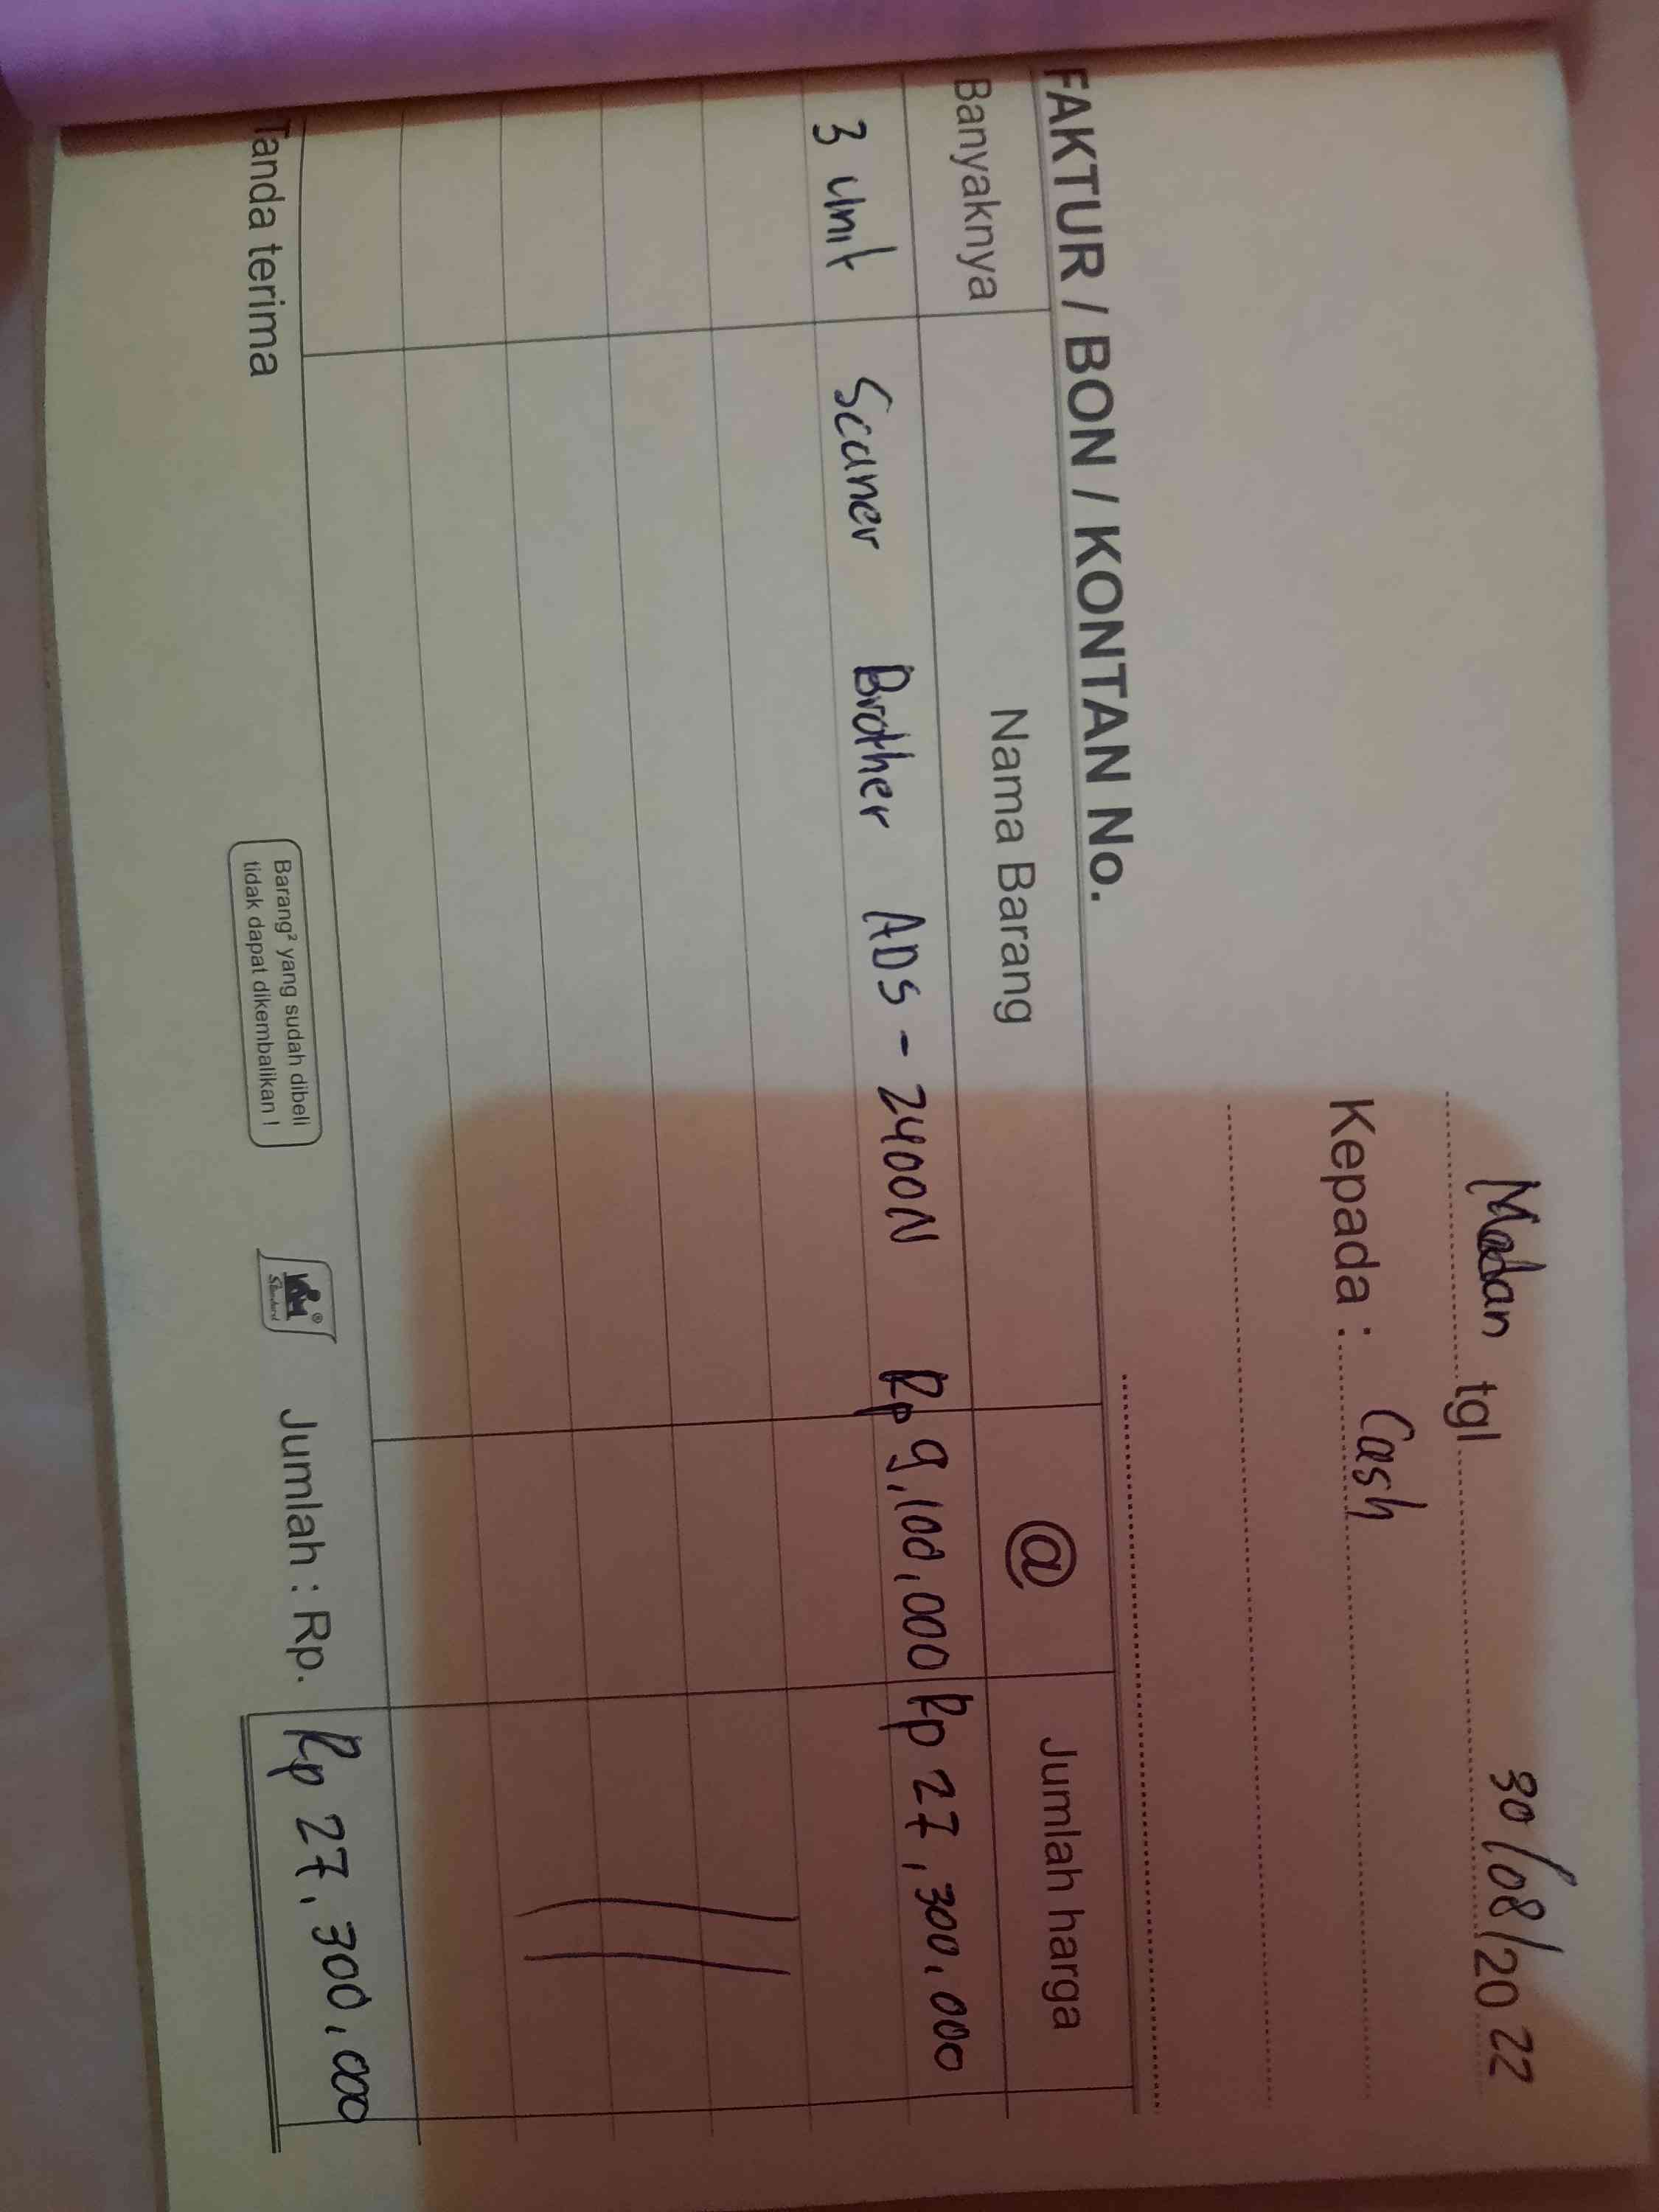 Medan tgl 30/08/2022
Kepada : Cash
FAKTUR / BON / KONTAN No.
Banyaknya Nama Barang @ Jumlah harga
3 unit Scaner Brother ADS - 2400N Rp 9,100,000 Rp 27,300,000
Tanda terima
Barang² yang sudah dibeli
tidak dapat dikembalikan !
Standard ®
Jumlah : Rp. Rp 27,300,000